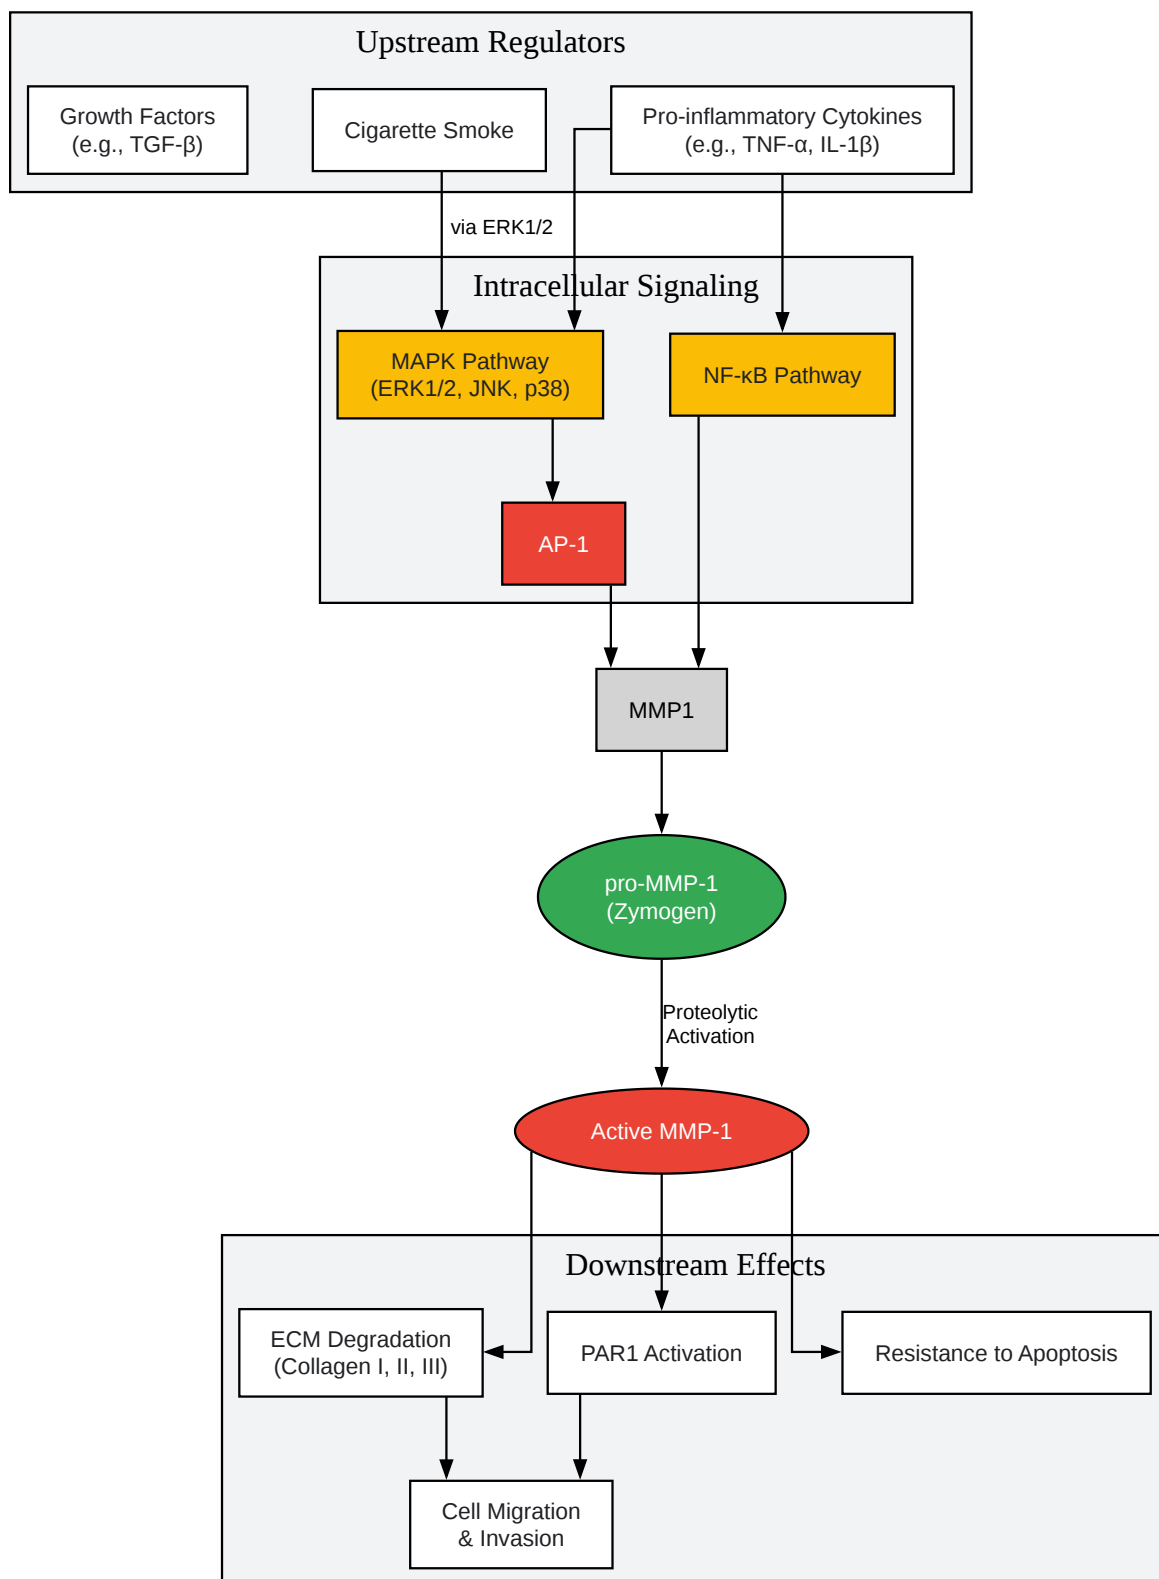 Upstream Regulators
Growth Factors
(e.g., TGF-β)
Cigarette Smoke
Pro-inflammatory Cytokines
(e.g., TNF-α, IL-1β)
via ERK1/2
Intracellular Signaling
MAPK Pathway
(ERK1/2, JNK, p38)
NF-κB Pathway
AP-1
MMP1
pro-MMP-1
(Zymogen)
Proteolytic
Activation
Active MMP-1
Downstream Effects
ECM Degradation
(Collagen I, II, III)
PAR1 Activation
Resistance to Apoptosis
Cell Migration
& Invasion